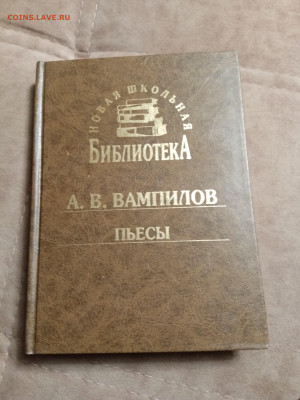 COINS.LAVE.RU
НОВАЯ ШКОЛЬНАЯ
БИБЛИОТЕКА
А. В. ВАМПИЛОВ
ПЬЕСЫ